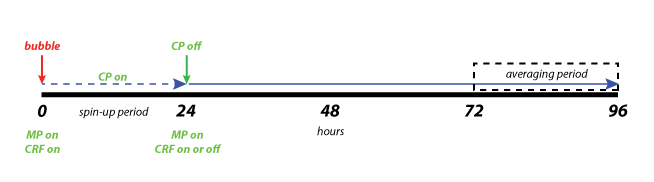 bubble
CP off
CP on
averaging period
0
spin-up period
24
48
72
96
hours
MP on
CRF on
MP on
CRF on or off